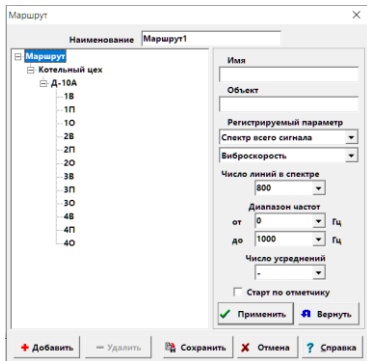 Маршрут
Наименование Маршрут1
Маршрут
Котельный цех
Д-10А
1В
1П
1О
2В
2П
2О
3В
3П
3О
4В
4П
4О
Имя
Объект
Регистрируемый параметр
Спектр всего сигнала
Виброскорость
Число линий в спектре
800
Диапазон частот
от 0 Гц
до 1000 Гц
Число усреднений
-
Старт по отметчику
Применить Вернуть
Добавить Удалить Сохранить Отмена Справка